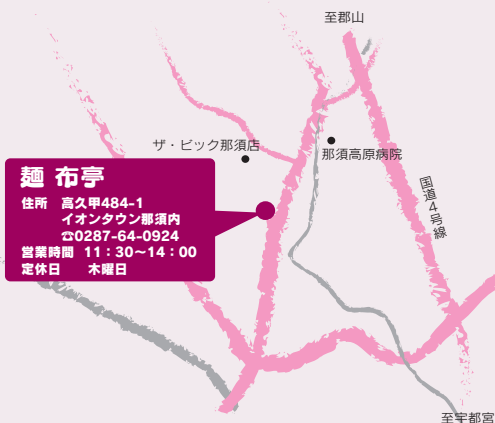 至郡山
ザ・ビック那須店
那須高原病院
国道4号線
麺 布亭
住所 高久甲484-1
イオンタウン那須内
☎0287-64-0924
営業時間 11：30～14：00
定休日 木曜日
至宇都宮